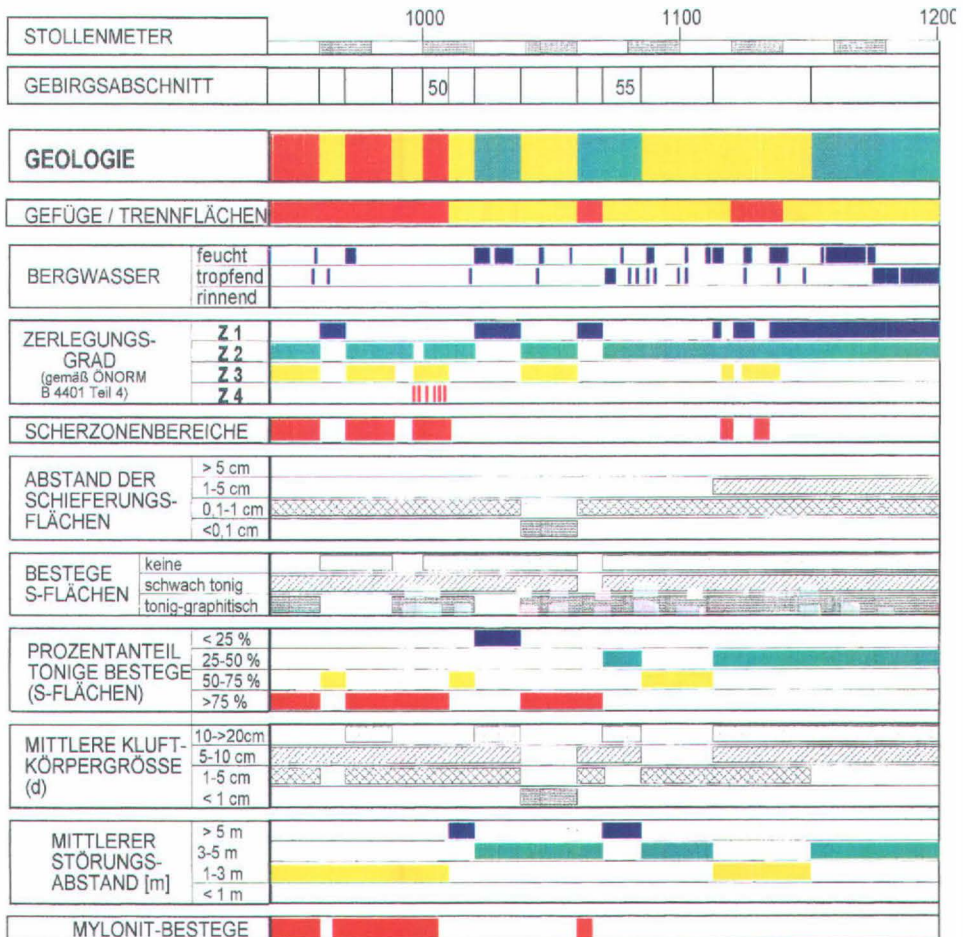 1000 1100 1200
STOLLENMETER
GEBIRGSABSCHNITT 50 55
GEOLOGIE
GEFÜGE / TRENNFLÄCHEN
BERGWASSER
feucht
tropfend
rinnend
ZERLEGUNGS-
GRAD
(gemäß ÖNORM
B 4401 Teil 4)
Z 1
Z 2
Z 3
Z 4
SCHERZONENBEREICHE
ABSTAND DER
SCHIEFERUNGS-
FLÄCHEN
> 5 cm
1-5 cm
0,1-1 cm
<0,1 cm
BESTEGE
S-FLÄCHEN
keine
schwach tonig
tonig-graphitisch
PROZENTANTEIL
TONIGE BESTEGE
(S-FLÄCHEN)
< 25 %
25-50 %
50-75 %
>75 %
MITTLERE KLUFT-
KÖRPERGRÖSSE
(d)
10->20cm
5-10 cm
1-5 cm
< 1 cm
MITTLERER
STÖRUNGS-
ABSTAND [m]
> 5 m
3-5 m
1-3 m
< 1 m
MYLONIT-BESTEGE